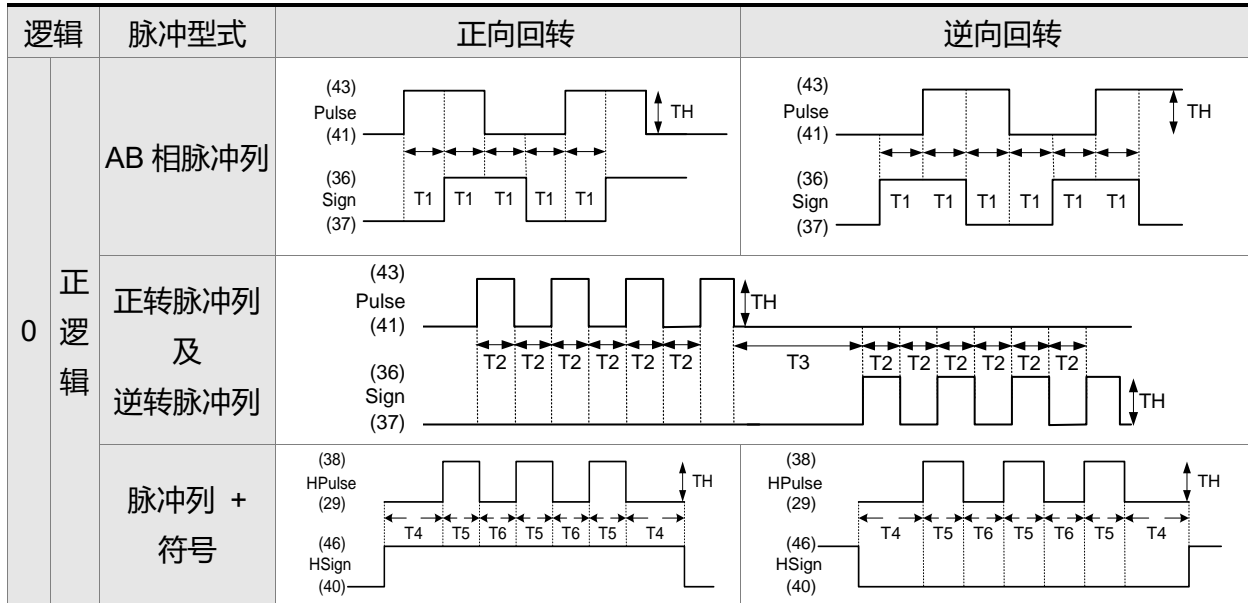 逻辑 脉冲型式 正向回转 逆向回转
0 正逻辑
AB 相脉冲列
(43)
Pulse
(41)
TH
(36)
Sign
(37)
T1 T1 T1 T1 T1
(43)
Pulse
(41)
TH
(36)
Sign
(37)
T1 T1 T1 T1 T1 T1
正转脉冲列
及
逆转脉冲列
(43)
Pulse
(41)
TH
T2 T2 T2 T2 T2 T2 T3 T2 T2 T2 T2 T2 T2
(36)
Sign
(37)
TH
脉冲列 +
符号
(38)
HPulse
(29)
TH
T4 T5 T6 T5 T6 T5 T4
(46)
HSign
(40)
(38)
HPulse
(29)
TH
T4 T5 T6 T5 T6 T5 T4
(46)
HSign
(40)